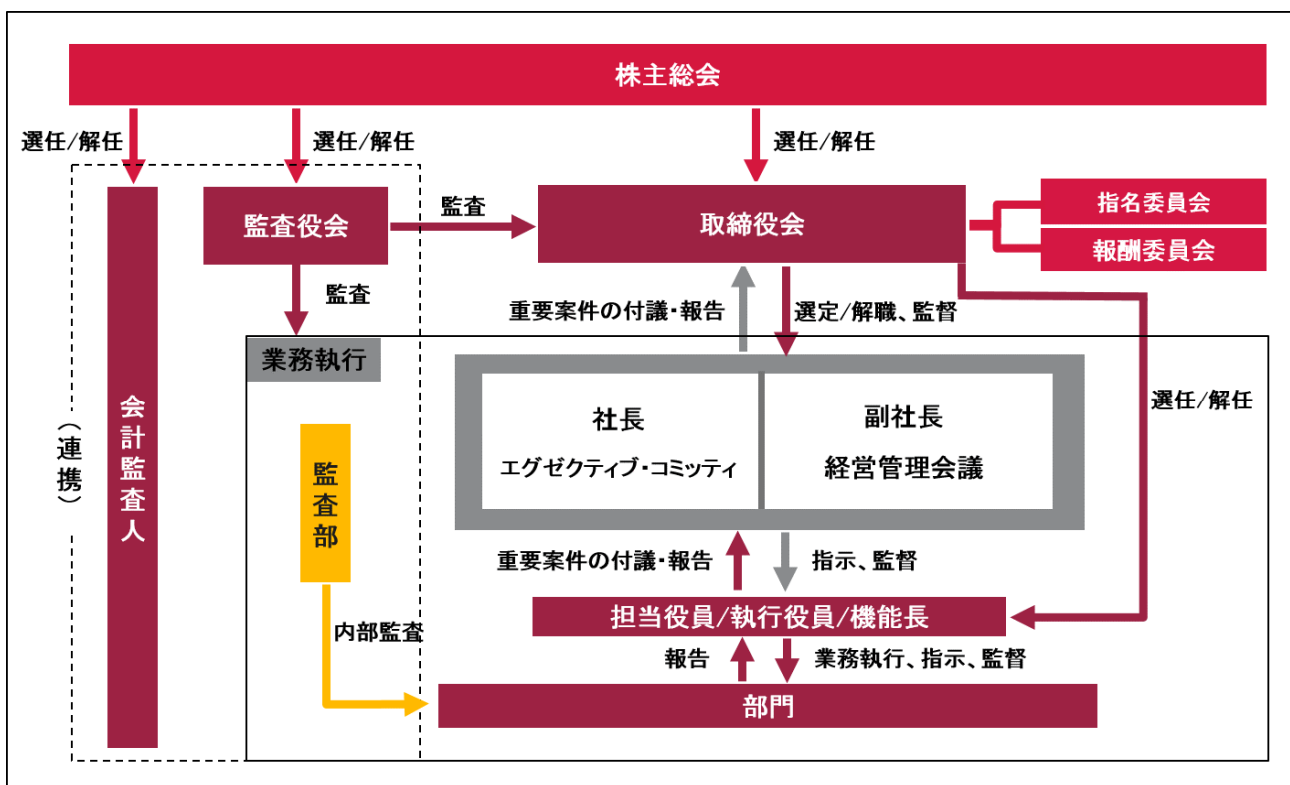 株主総会
選任/解任
選任/解任
選任/解任
監査役会
監査
取締役会
指名委員会
報酬委員会
監査
重要案件の付議・報告
選定/解職、監督
業務執行
選任/解任
会計監査人
（連携）
監査部
社長
エグゼクティブ・コミッティ
副社長
経営管理会議
重要案件の付議・報告
指示、監督
担当役員/執行役員/機能長
内部監査
報告
業務執行、指示、監督
部門